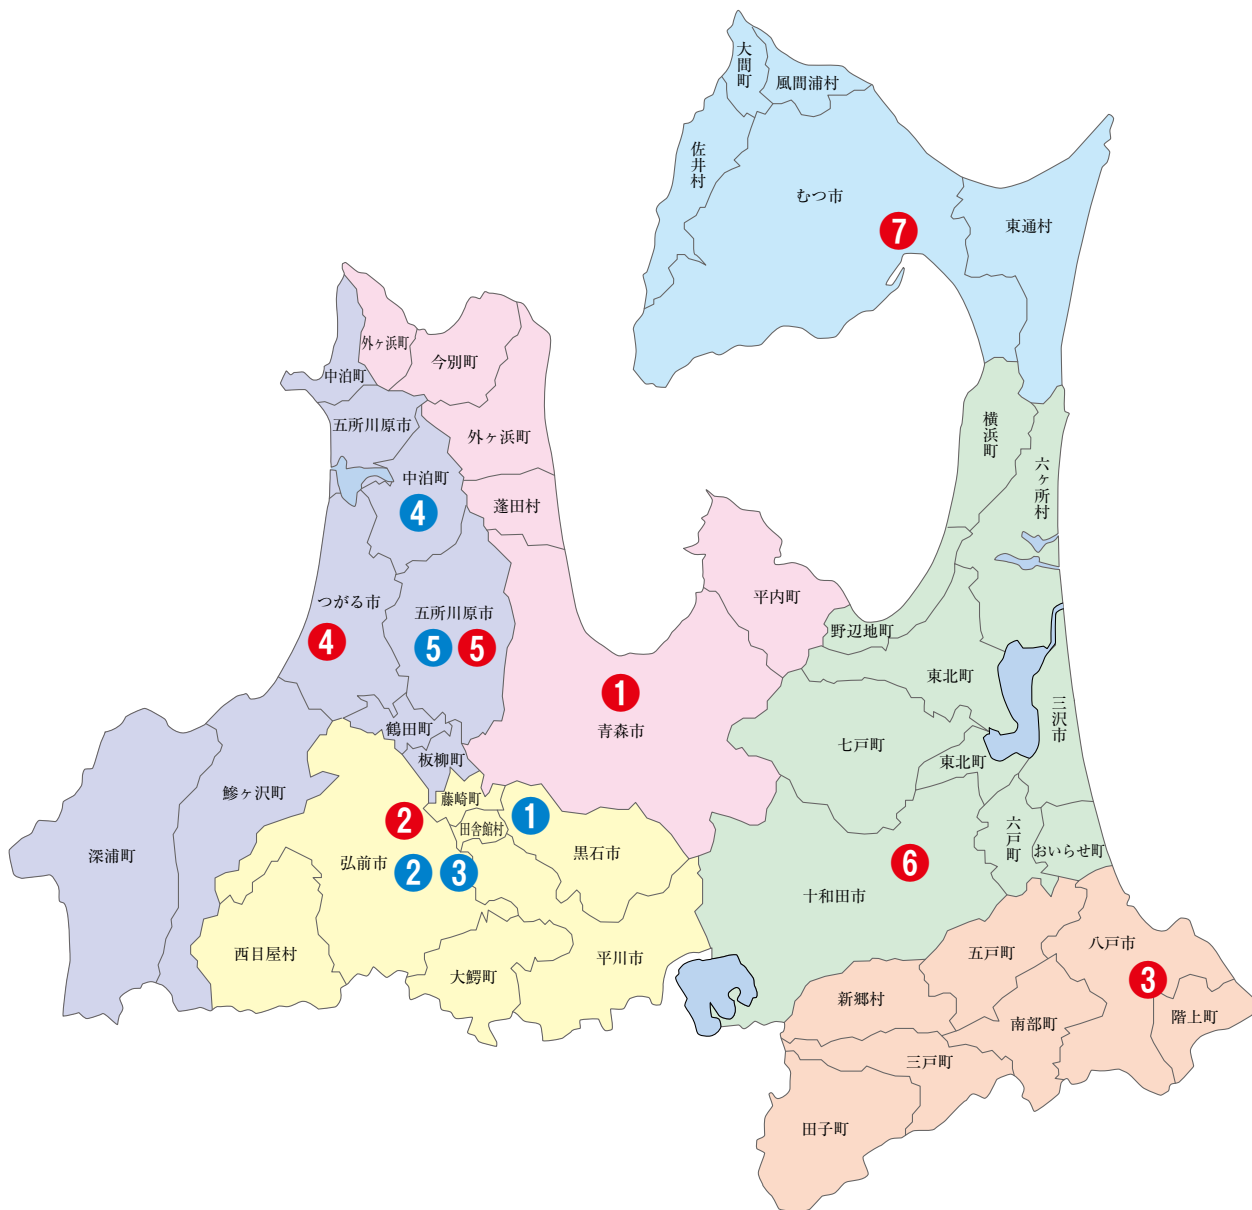 大間町
風間浦村
佐井村
むつ市
7
東通村
外ヶ浜町
今別町
中泊町
五所川原市
外ヶ浜町
横浜町
六ヶ所村
中泊町
4
蓬田村
つがる市
4
五所川原市
5 5
平内町
野辺地町
東北町
1
青森市
三沢市
鶴田町
板柳町
七戸町
東北町
鰺ヶ沢町
藤崎町
田舎館村
2
1
弘前市
2 3
黒石市
六戸町
おいらせ町
深浦町
6
十和田市
西目屋村
大鰐町
平川市
五戸町
八戸市
3
新郷村
南部町
階上町
三戸町
田子町